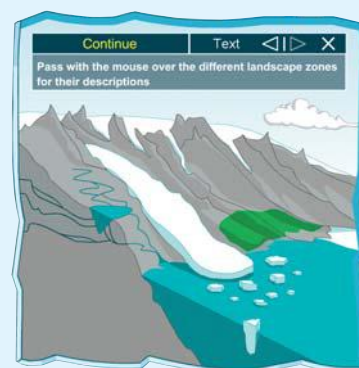 Continue Text
Pass with the mouse over the different landscape zones
for their descriptions